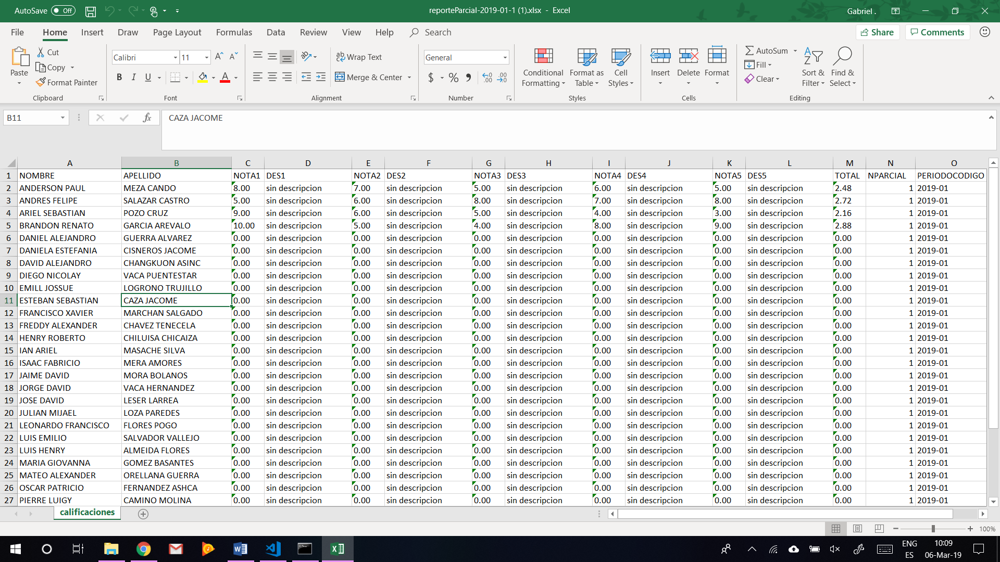 AutoSave Off reporteParcial-2019-01-1 (1).xlsx - Excel Gabriel .
File Home Insert Draw Page Layout Formulas Data Review View Help Search Share Comments
Paste Cut Copy Format Painter Clipboard
Calibri 11 B I U A Font
Wrap Text Merge & Center Alignment
General $ % Number
Conditional Formatting Format as Table Cell Styles Styles
Insert Delete Format Cells
AutoSum Fill Clear Sort & Filter Find & Select Editing
B11 fx CAZA JACOME
A B C D E F G H I J K L M N O
1 NOMBRE APELLIDO NOTA1 DES1 NOTA2 DES2 NOTA3 DES3 NOTA4 DES4 NOTA5 DES5 TOTAL NPARCIAL PERIODOCODIGO
2 ANDERSON PAUL MEZA CANDO 8.00 sin descripcion 7.00 sin descripcion 5.00 sin descripcion 6.00 sin descripcion 5.00 sin descripcion 2.48 1 2019-01
3 ANDRES FELIPE SALAZAR CASTRO 5.00 sin descripcion 6.00 sin descripcion 8.00 sin descripcion 7.00 sin descripcion 8.00 sin descripcion 2.72 1 2019-01
4 ARIEL SEBASTIAN POZO CRUZ 9.00 sin descripcion 6.00 sin descripcion 5.00 sin descripcion 4.00 sin descripcion 3.00 sin descripcion 2.16 1 2019-01
5 BRANDON RENATO GARCIA AREVALO 10.00 sin descripcion 5.00 sin descripcion 4.00 sin descripcion 8.00 sin descripcion 9.00 sin descripcion 2.88 1 2019-01
6 DANIEL ALEJANDRO GUERRA ALVAREZ 0.00 sin descripcion 0.00 sin descripcion 0.00 sin descripcion 0.00 sin descripcion 0.00 sin descripcion 0.00 1 2019-01
7 DANIELA ESTEFANIA CISNEROS JACOME 0.00 sin descripcion 0.00 sin descripcion 0.00 sin descripcion 0.00 sin descripcion 0.00 sin descripcion 0.00 1 2019-01
8 DAVID ALEJANDRO CHANGKUON ASINC 0.00 sin descripcion 0.00 sin descripcion 0.00 sin descripcion 0.00 sin descripcion 0.00 sin descripcion 0.00 1 2019-01
9 DIEGO NICOLAY VACA PUENTESTAR 0.00 sin descripcion 0.00 sin descripcion 0.00 sin descripcion 0.00 sin descripcion 0.00 sin descripcion 0.00 1 2019-01
10 EMILL JOSSUE LOGRONO TRUJILLO 0.00 sin descripcion 0.00 sin descripcion 0.00 sin descripcion 0.00 sin descripcion 0.00 sin descripcion 0.00 1 2019-01
11 ESTEBAN SEBASTIAN CAZA JACOME 0.00 sin descripcion 0.00 sin descripcion 0.00 sin descripcion 0.00 sin descripcion 0.00 sin descripcion 0.00 1 2019-01
12 FRANCISCO XAVIER MARCHAN SALGADO 0.00 sin descripcion 0.00 sin descripcion 0.00 sin descripcion 0.00 sin descripcion 0.00 sin descripcion 0.00 1 2019-01
13 FREDDY ALEXANDER CHAVEZ TENECELA 0.00 sin descripcion 0.00 sin descripcion 0.00 sin descripcion 0.00 sin descripcion 0.00 sin descripcion 0.00 1 2019-01
14 HENRY ROBERTO CHILUISA CHICAIZA 0.00 sin descripcion 0.00 sin descripcion 0.00 sin descripcion 0.00 sin descripcion 0.00 sin descripcion 0.00 1 2019-01
15 IAN ARIEL MASACHE SILVA 0.00 sin descripcion 0.00 sin descripcion 0.00 sin descripcion 0.00 sin descripcion 0.00 sin descripcion 0.00 1 2019-01
16 ISAAC FABRICIO MERA AMORES 0.00 sin descripcion 0.00 sin descripcion 0.00 sin descripcion 0.00 sin descripcion 0.00 sin descripcion 0.00 1 2019-01
17 JAIME DAVID MORA BOLANOS 0.00 sin descripcion 0.00 sin descripcion 0.00 sin descripcion 0.00 sin descripcion 0.00 sin descripcion 0.00 1 2019-01
18 JORGE DAVID VACA HERNANDEZ 0.00 sin descripcion 0.00 sin descripcion 0.00 sin descripcion 0.00 sin descripcion 0.00 sin descripcion 0.00 1 2019-01
19 JOSE DAVID LESER LARREA 0.00 sin descripcion 0.00 sin descripcion 0.00 sin descripcion 0.00 sin descripcion 0.00 sin descripcion 0.00 1 2019-01
20 JULIAN MIJAEL LOZA PAREDES 0.00 sin descripcion 0.00 sin descripcion 0.00 sin descripcion 0.00 sin descripcion 0.00 sin descripcion 0.00 1 2019-01
21 LEONARDO FRANCISCO FLORES POGO 0.00 sin descripcion 0.00 sin descripcion 0.00 sin descripcion 0.00 sin descripcion 0.00 sin descripcion 0.00 1 2019-01
22 LUIS EMILIO SALVADOR VALLEJO 0.00 sin descripcion 0.00 sin descripcion 0.00 sin descripcion 0.00 sin descripcion 0.00 sin descripcion 0.00 1 2019-01
23 LUIS HENRY ALMEIDA FLORES 0.00 sin descripcion 0.00 sin descripcion 0.00 sin descripcion 0.00 sin descripcion 0.00 sin descripcion 0.00 1 2019-01
24 MARIA GIOVANNA GOMEZ BASANTES 0.00 sin descripcion 0.00 sin descripcion 0.00 sin descripcion 0.00 sin descripcion 0.00 sin descripcion 0.00 1 2019-01
25 MATEO ALEXANDER ORELLANA GUERRA 0.00 sin descripcion 0.00 sin descripcion 0.00 sin descripcion 0.00 sin descripcion 0.00 sin descripcion 0.00 1 2019-01
26 OSCAR PATRICIO FERNANDEZ ASHCA 0.00 sin descripcion 0.00 sin descripcion 0.00 sin descripcion 0.00 sin descripcion 0.00 sin descripcion 0.00 1 2019-01
27 PIERRE LUIGY CAMINO MOLINA 0.00 sin descripcion 0.00 sin descripcion 0.00 sin descripcion 0.00 sin descripcion 0.00 sin descripcion 0.00 1 2019-01
calificaciones
100%
ENG 10:09
ES 06-Mar-19